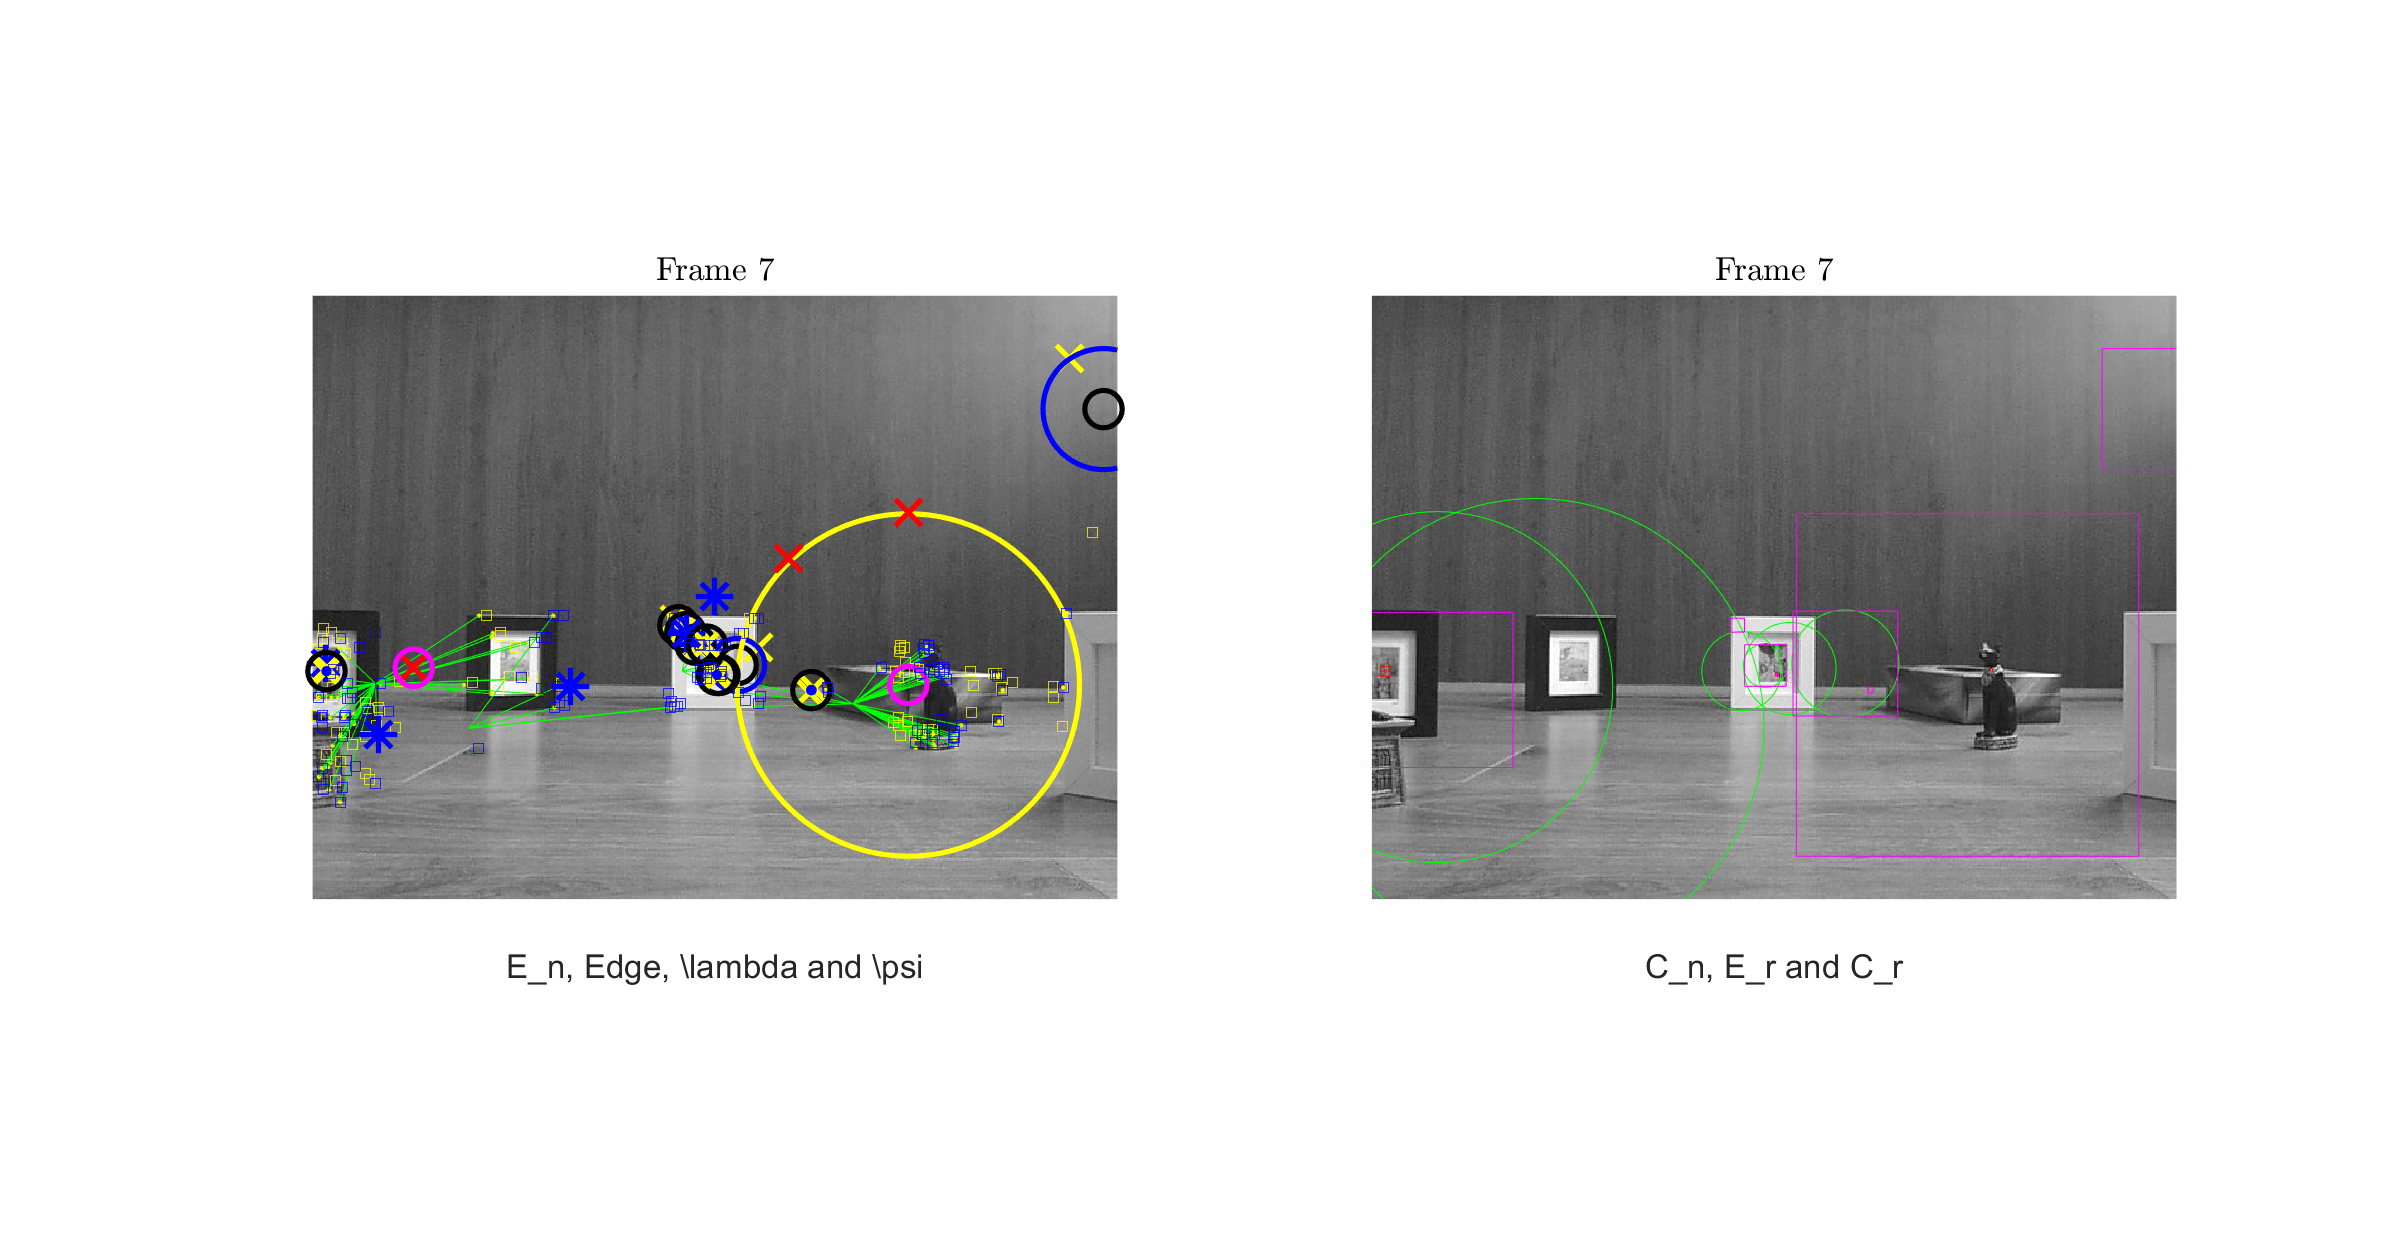 Frame 7
Frame 7
E_n, Edge, \lambda and \psi
C_n, E_r and C_r